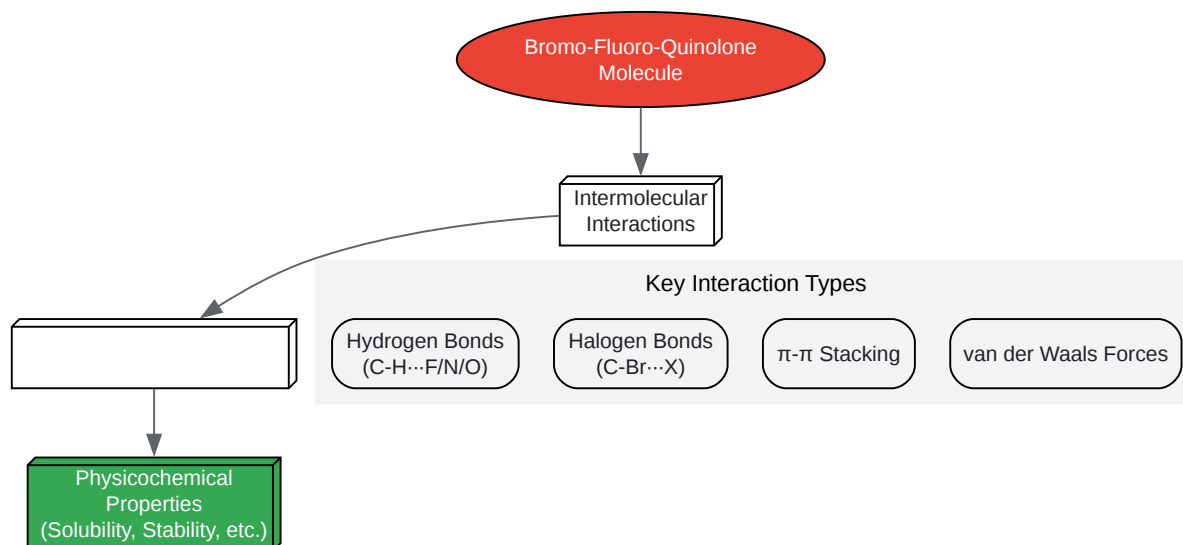 Bromo-Fluoro-Quinolone
Molecule
Intermolecular
Interactions
Key Interaction Types
Hydrogen Bonds
(C-H···F/N/O)
Halogen Bonds
(C-Br···X)
π-π Stacking
van der Waals Forces
Physicochemical
Properties
(Solubility, Stability, etc.)